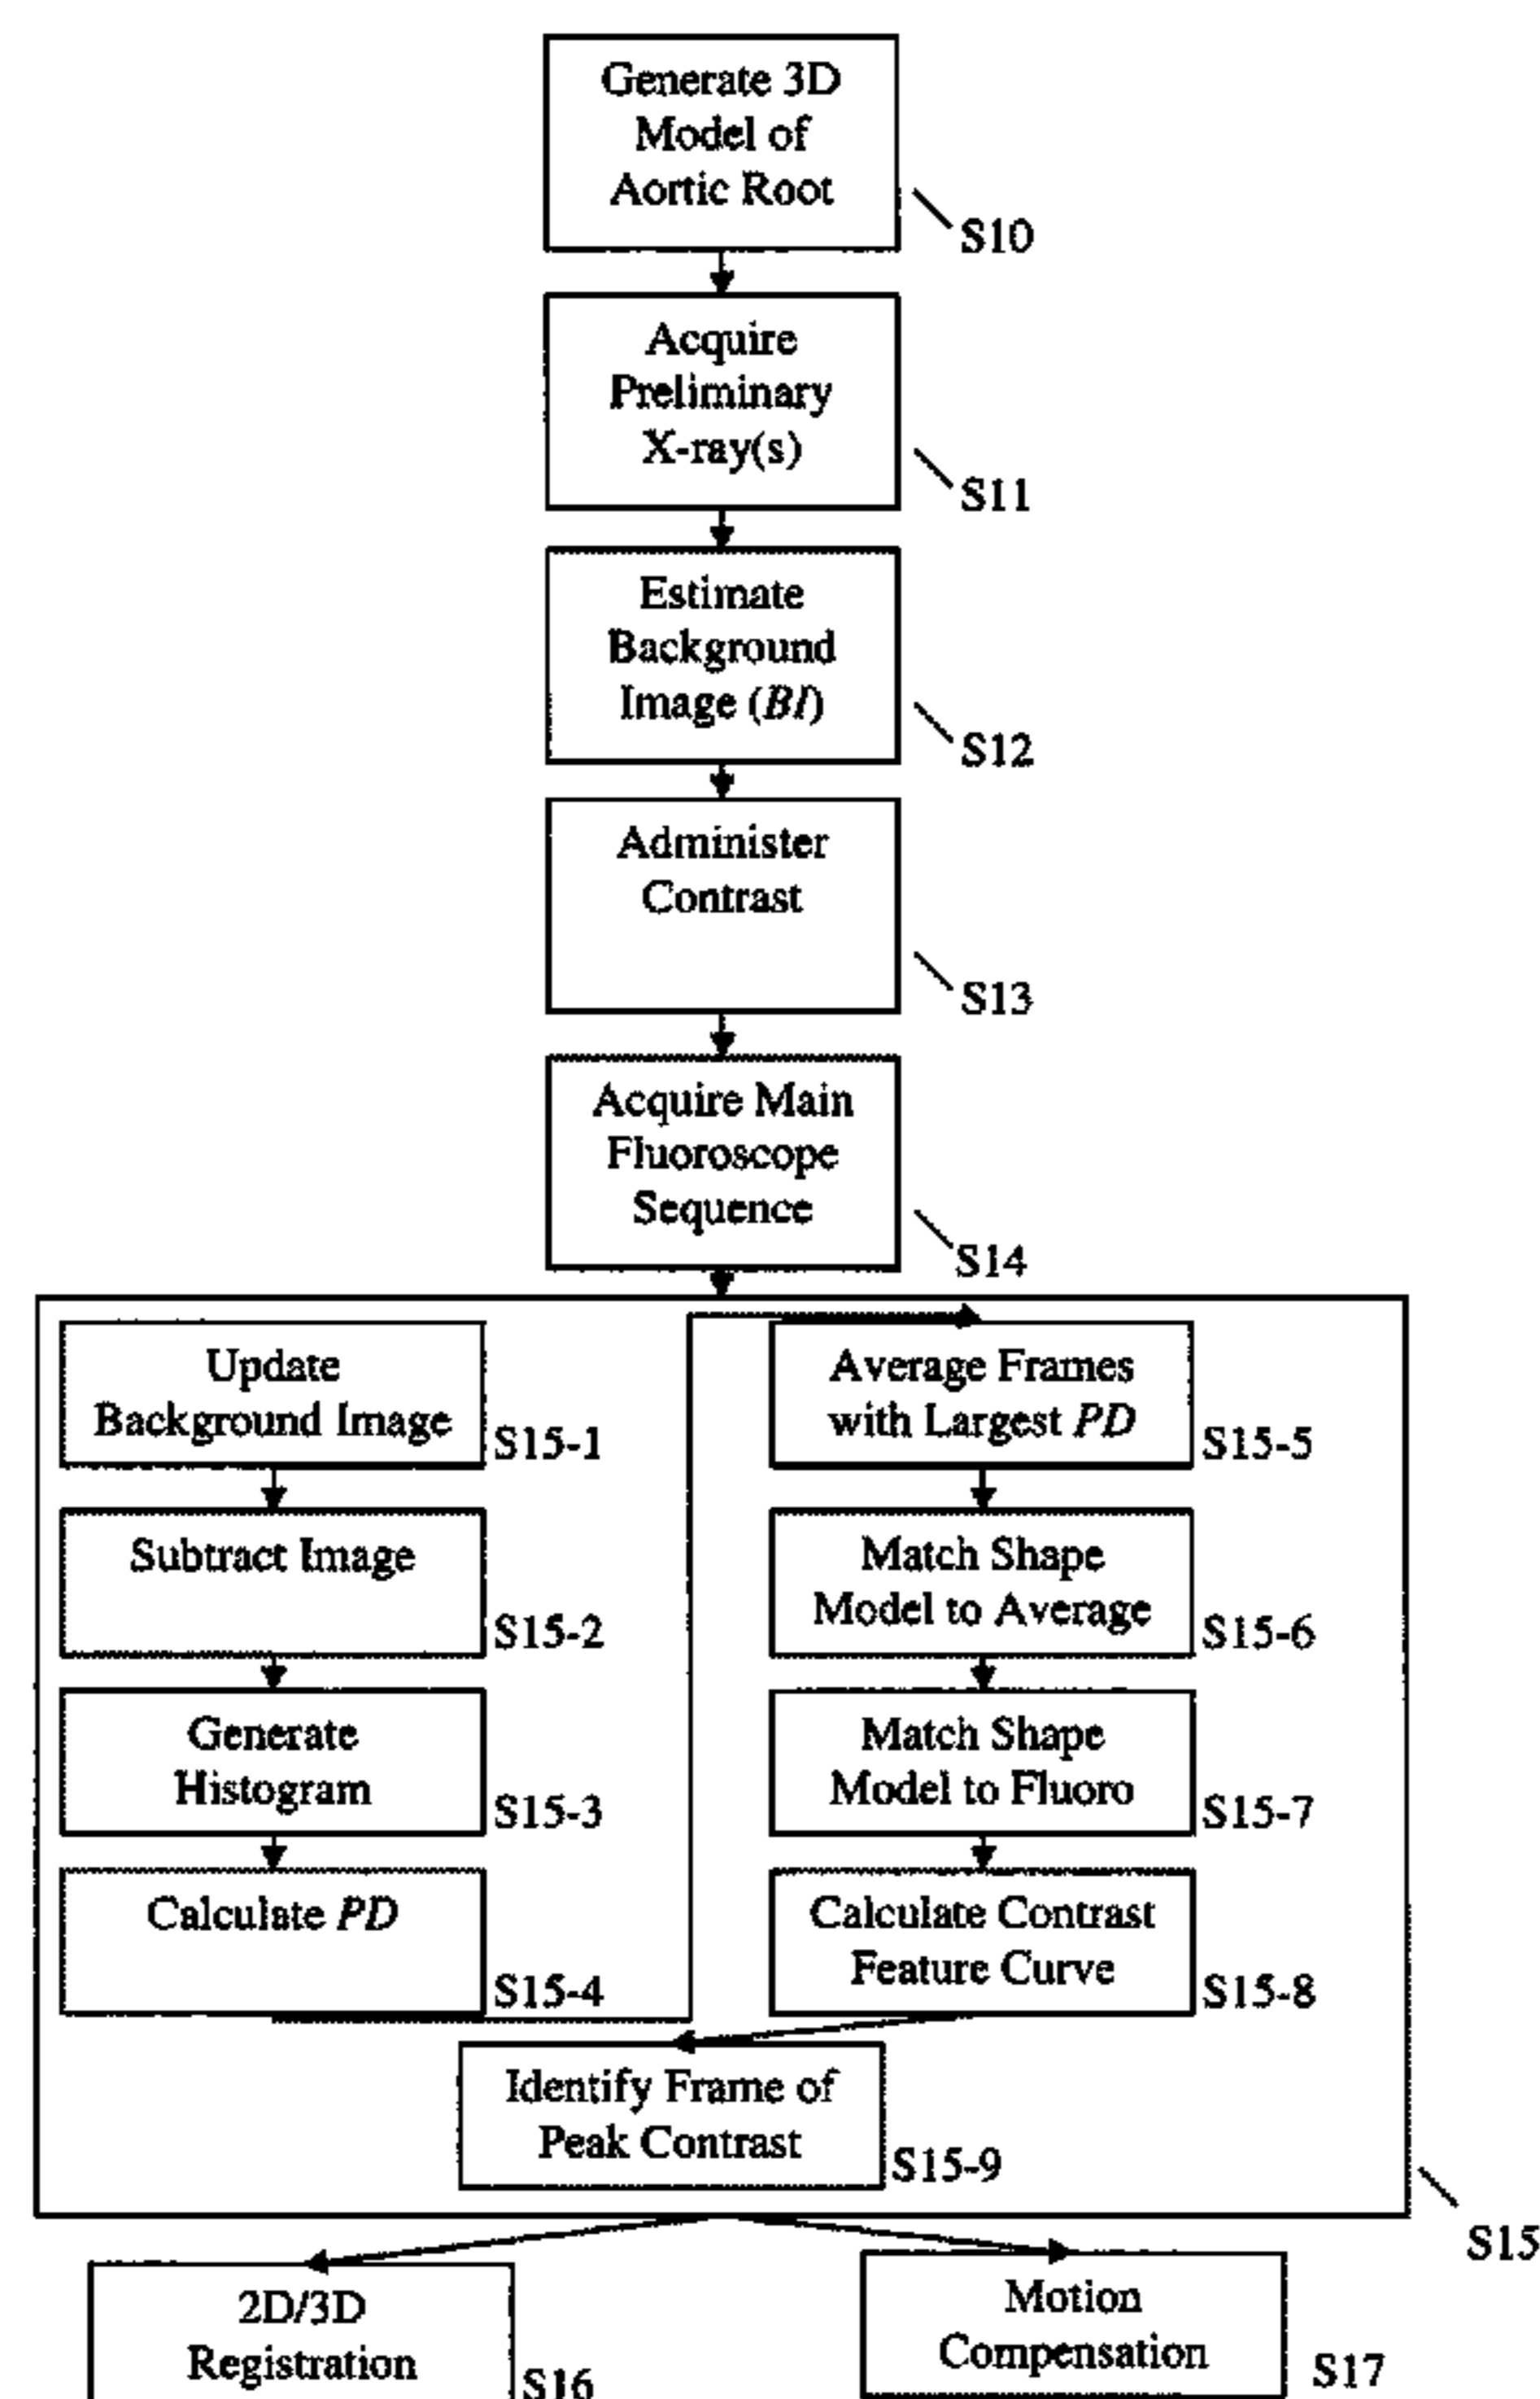 Generate 3D
Model of
Aortic Root
S10
Acquire
Preliminary
X-ray(s)
S11
Estimate
Background
Image (BI)
S12
Administer
Contrast
S13
Acquire Main
Fluoroscope
Sequence
S14
Update
Background Image
S15-1
Subtract Image
S15-2
Generate
Histogram
S15-3
Calculate PD
S15-4
Average Frames
with Largest PD
S15-5
Match Shape
Model to Average
S15-6
Match Shape
Model to Fluoro
S15-7
Calculate Contrast
Feature Curve
S15-8
Identify Frame of
Peak Contrast
S15-9
S15
2D/3D
Registration
S16
Motion
Compensation
S17